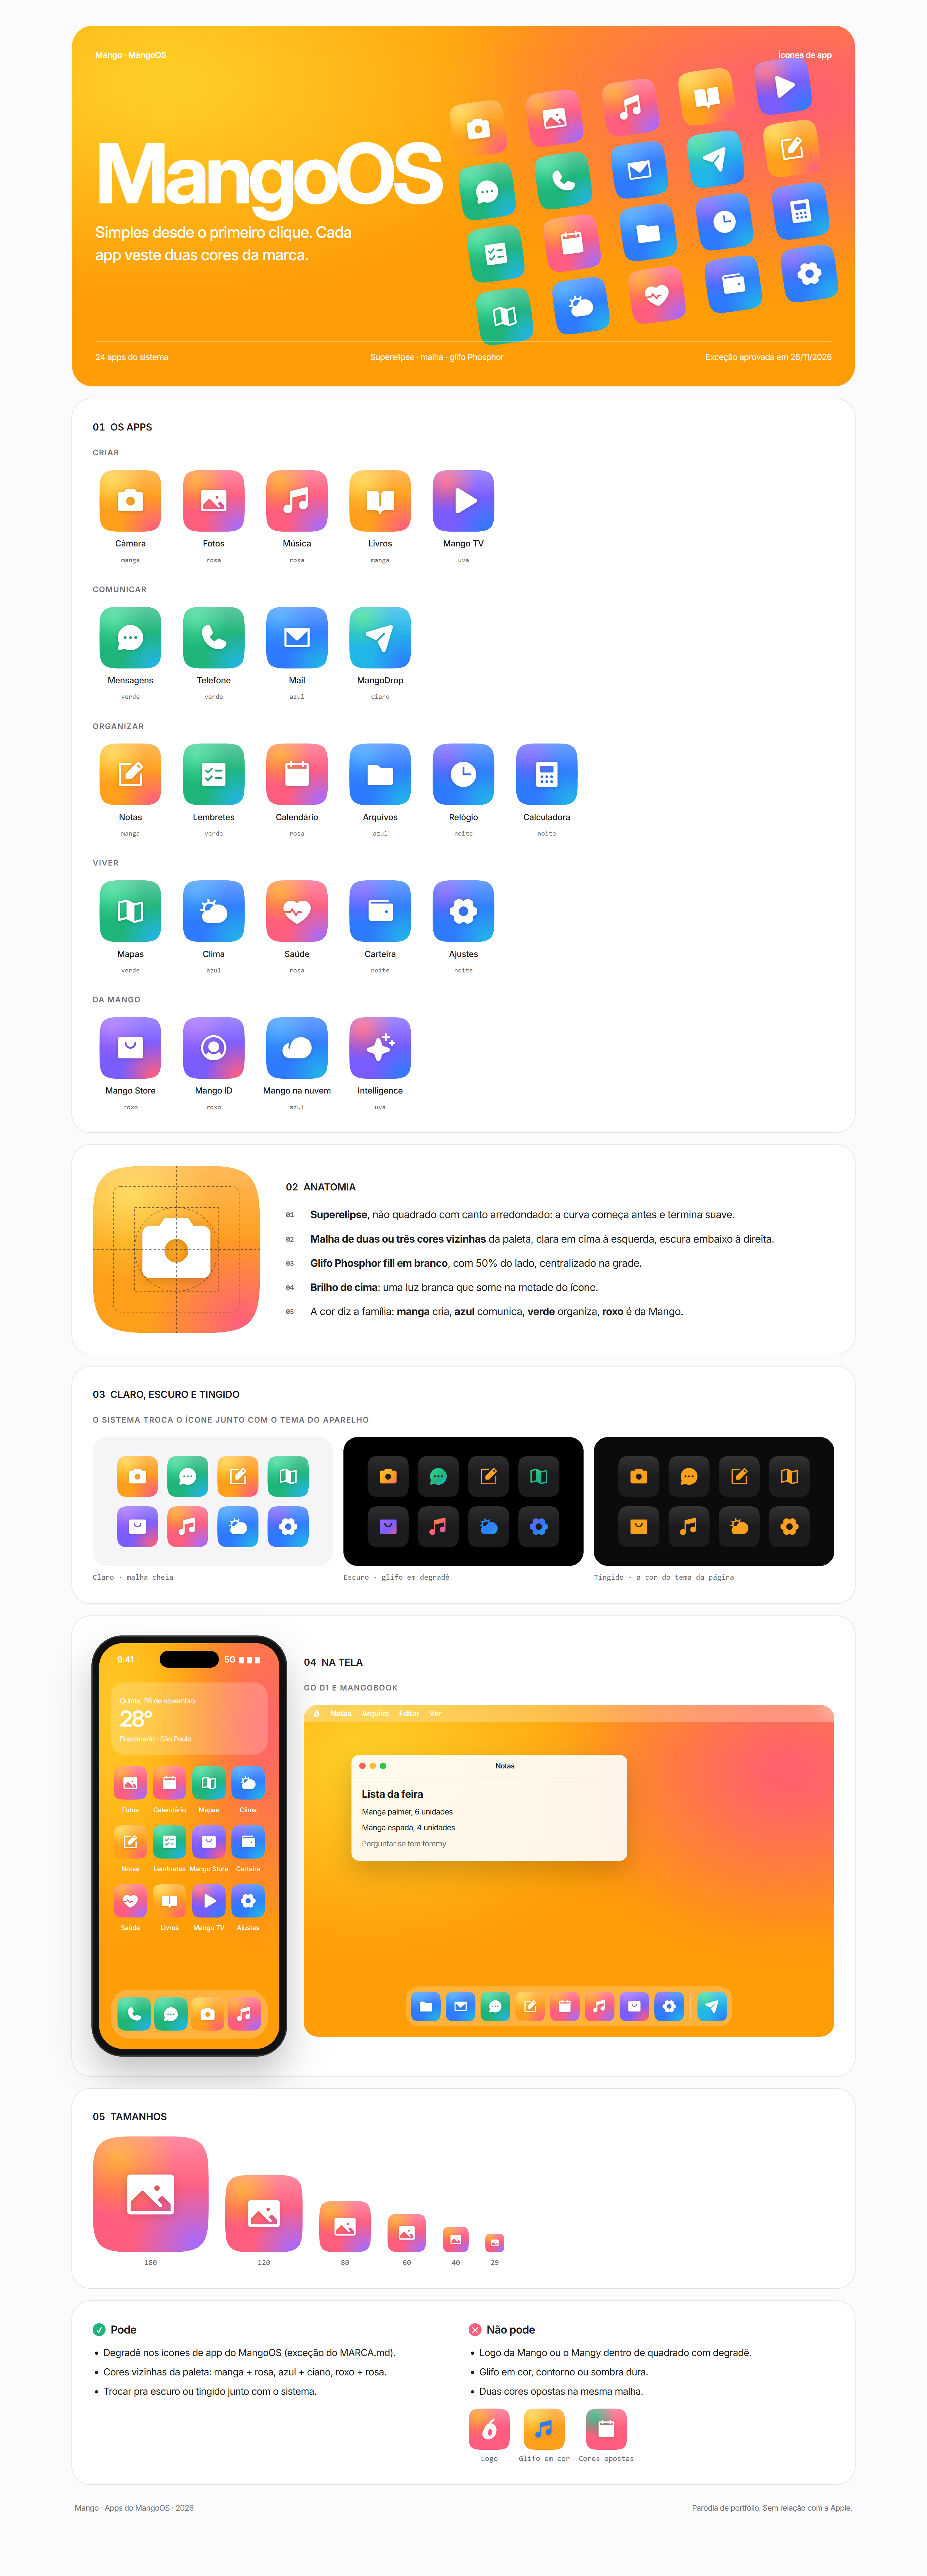 Mango · MangoOS
Ícones de app
MangoOS
Simples desde o primeiro clique. Cada
app veste duas cores da marca.
24 apps do sistema
Superelipse · malha · glifo Phosphor
Exceção aprovada em 26/11/2026
01 OS APPS
CRIAR
Câmera
Fotos
Música
Livros
Mango TV
manga
rosa
rosa
manga
uva
COMUNICAR
Mensagens
Telefone
Mail
MangoDrop
verde
verde
azul
ciano
ORGANIZAR
Notas
Lembretes
Calendário
Arquivos
Relógio
Calculadora
manga
verde
rosa
azul
noite
noite
VIVER
Mapas
Clima
Saúde
Carteira
Ajustes
verde
azul
rosa
noite
noite
DA MANGO
Mango Store
Mango ID
Mango na nuvem
Intelligence
roxo
roxo
azul
uva
02 ANATOMIA
01 Superelipse, não quadrado com canto arredondado: a curva começa antes e termina suave.
02 Malha de duas ou três cores vizinhas da paleta, clara em cima à esquerda, escura embaixo à direita.
03 Glifo Phosphor fill em branco, com 50% do lado, centralizado na grade.
04 Brilho de cima: uma luz branca que some na metade do ícone.
05 A cor diz a família: manga cria, azul comunica, verde organiza, roxo é da Mango.
03 CLARO, ESCURO E TINGIDO
O SISTEMA TROCA O ÍCONE JUNTO COM O TEMA DO APARELHO
Claro · malha cheia
Escuro · glifo em degradê
Tingido · a cor do tema da página
9:41
5G
Quinta, 26 de novembro
28°
Ensolarado · São Paulo
Fotos
Calendário
Mapas
Clima
Notas
Lembretes
Mango Store
Carteira
Saúde
Livros
Mango TV
Ajustes
04 NA TELA
GO D1 E MANGOBOOK
Notas Arquivo Editar Ver
Notas
Lista da feira
Manga palmer, 6 unidades
Manga espada, 4 unidades
Perguntar se tem tommy
05 TAMANHOS
180
120
80
60
40
29
Pode
• Degradê nos ícones de app do MangoOS (exceção do MARCA.md).
• Cores vizinhas da paleta: manga + rosa, azul + ciano, roxo + rosa.
• Trocar pra escuro ou tingido junto com o sistema.
Não pode
• Logo da Mango ou o Mangy dentro de quadrado com degradê.
• Glifo em cor, contorno ou sombra dura.
• Duas cores opostas na mesma malha.
Logo
Glifo em cor
Cores opostas
Mango · Apps do MangoOS · 2026
Paródia de portfólio. Sem relação com a Apple.